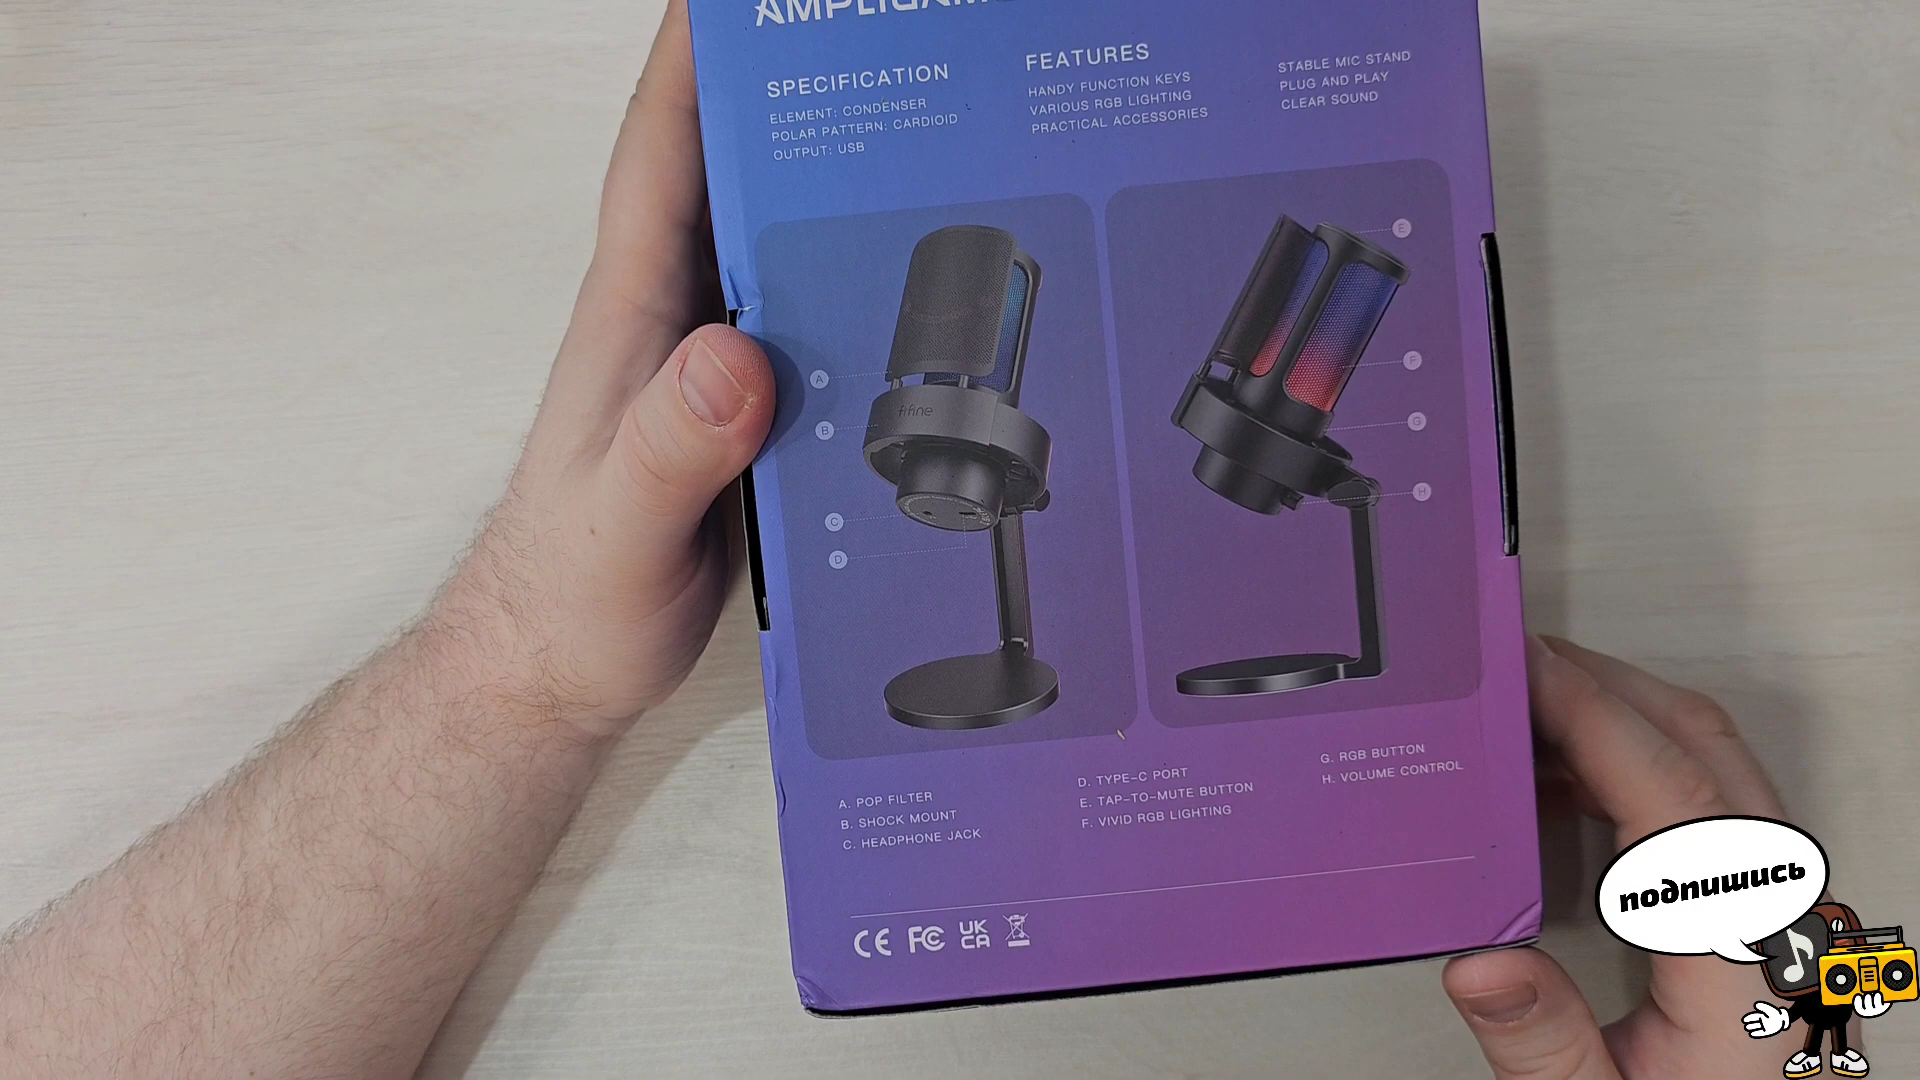 SPECIFICATION
ELEMENT: CONDENSER
POLAR PATTERN: CARDIOID
OUTPUT: USB
FEATURES
HANDY FUNCTION KEYS
VARIOUS RGB LIGHTING
PRACTICAL ACCESSORIES
STABLE MIC STAND
PLUG AND PLAY
CLEAR SOUND
A
B
C
D
fifine
E
F
G
H
A. POP FILTER
B. SHOCK MOUNT
C. HEADPHONE JACK
D. TYPE-C PORT
E. TAP-TO-MUTE BUTTON
F. VIVID RGB LIGHTING
G. RGB BUTTON
H. VOLUME CONTROL
CE FC UK
CA
подпишись